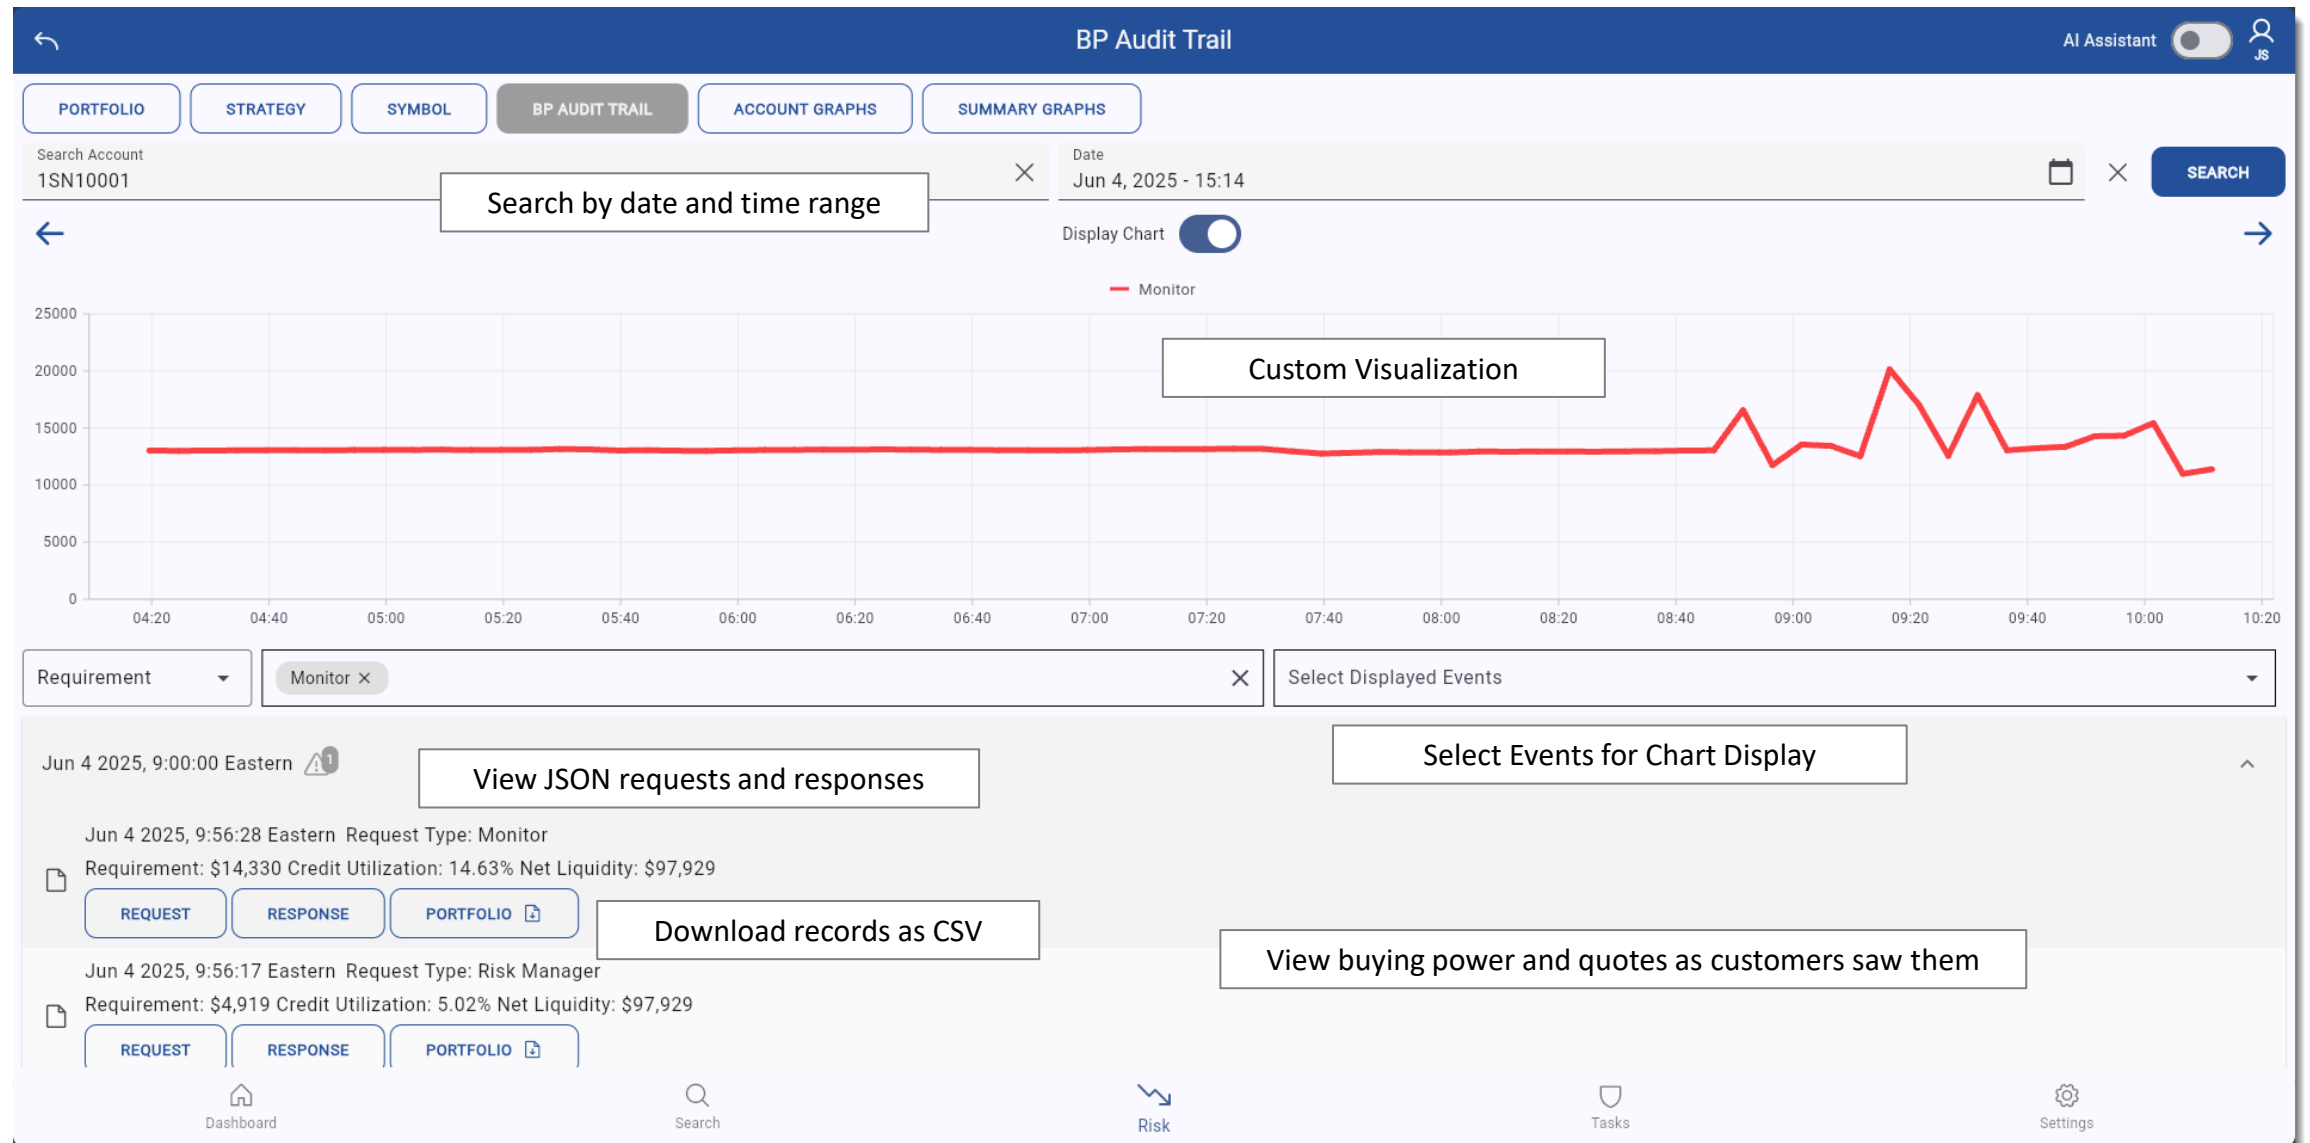 BP Audit Trail
AI Assistant
JS
PORTFOLIO
STRATEGY
SYMBOL
BP AUDIT TRAIL
ACCOUNT GRAPHS
SUMMARY GRAPHS
Search Account
1SN10001
Search by date and time range
Date
Jun 4, 2025 - 15:14
SEARCH
Display Chart
Monitor
Custom Visualization
25000
20000
15000
10000
5000
0
04:20 04:40 05:00 05:20 05:40 06:00 06:20 06:40 07:00 07:20 07:40 08:00 08:20 08:40 09:00 09:20 09:40 10:00 10:20
Requirement
Monitor
Select Displayed Events
Jun 4 2025, 9:00:00 Eastern
1
View JSON requests and responses
Select Events for Chart Display
Jun 4 2025, 9:56:28 Eastern Request Type: Monitor
Requirement: $14,330 Credit Utilization: 14.63% Net Liquidity: $97,929
REQUEST
RESPONSE
PORTFOLIO
Download records as CSV
View buying power and quotes as customers saw them
Jun 4 2025, 9:56:17 Eastern Request Type: Risk Manager
Requirement: $4,919 Credit Utilization: 5.02% Net Liquidity: $97,929
REQUEST
RESPONSE
PORTFOLIO
Dashboard
Search
Risk
Tasks
Settings